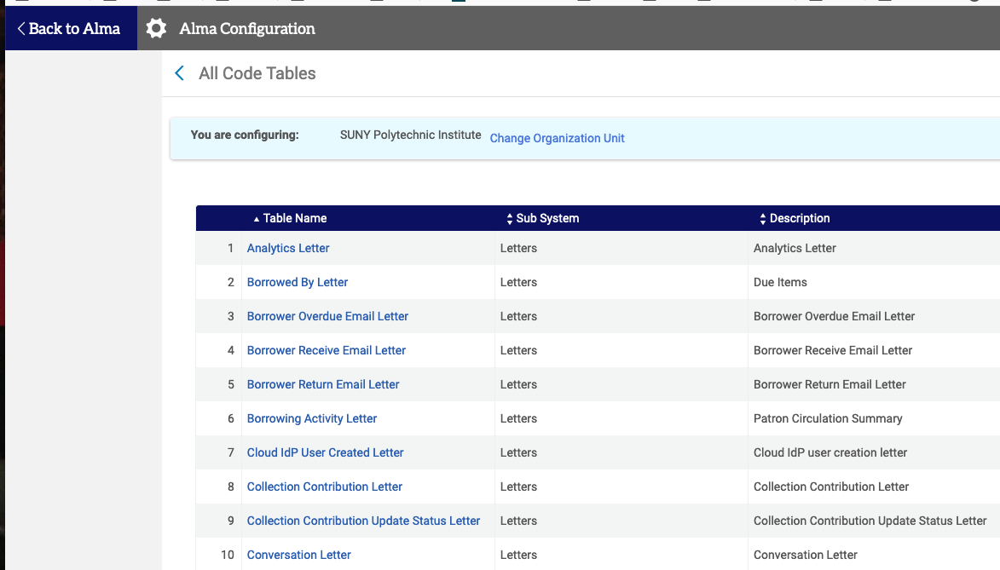 Back to Alma Alma Configuration
All Code Tables
You are configuring: SUNY Polytechnic Institute Change Organization Unit
Table Name Sub System Description
1 Analytics Letter Letters Analytics Letter
2 Borrowed By Letter Letters Due Items
3 Borrower Overdue Email Letter Letters Borrower Overdue Email Letter
4 Borrower Receive Email Letter Letters Borrower Receive Email Letter
5 Borrower Return Email Letter Letters Borrower Return Email Letter
6 Borrowing Activity Letter Letters Patron Circulation Summary
7 Cloud IdP User Created Letter Letters Cloud IdP user creation letter
8 Collection Contribution Letter Letters Collection Contribution Letter
9 Collection Contribution Update Status Letter Letters Collection Contribution Update Status Letter
10 Conversation Letter Letters Conversation Letter